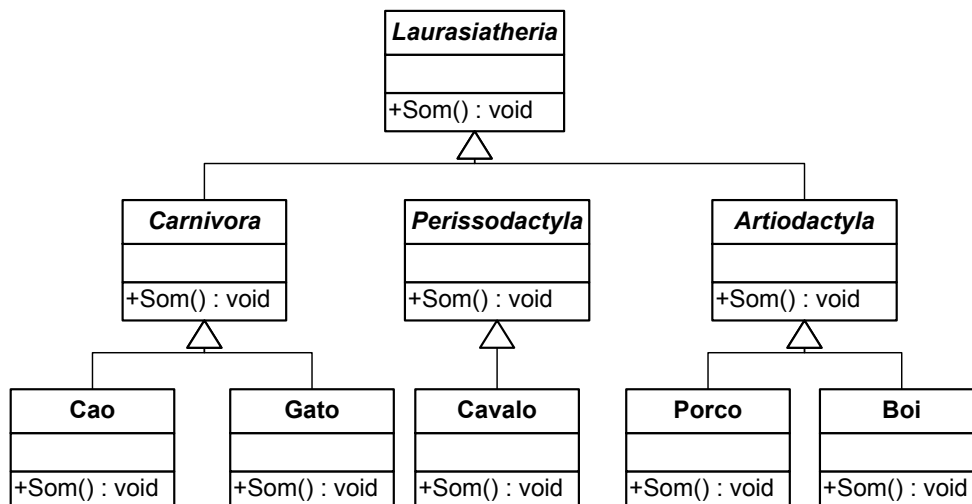 Laurasiatheria
+Som() : void
Carnivora
+Som() : void
Perissodactyla
+Som() : void
Artiodactyla
+Som() : void
Cao
+Som() : void
Gato
+Som() : void
Cavalo
+Som() : void
Porco
+Som() : void
Boi
+Som() : void